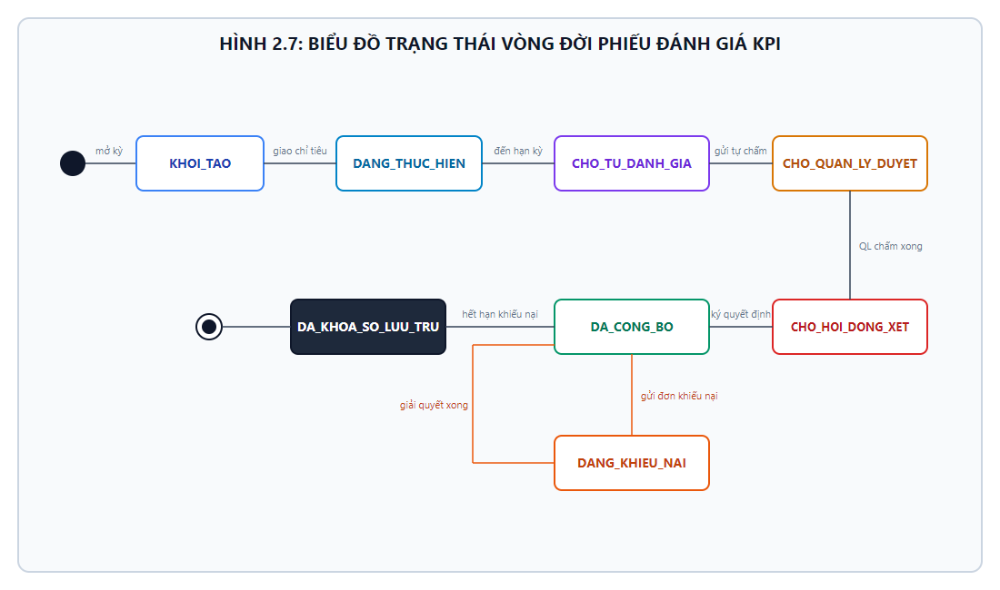 HÌNH 2.7: BIỂU ĐỒ TRẠNG THÁI VÒNG ĐỜI PHIẾU ĐÁNH GIÁ KPI
mở kỳ
KHOI_TAO
giao chỉ tiêu
DANG_THUC_HIEN
đến hạn kỳ
CHO_TU_DANH_GIA
gửi tự chấm
CHO_QUAN_LY_DUYET
QL chấm xong
DA_KHOA_SO_LUU_TRU
hết hạn khiếu nại
DA_CONG_BO
ký quyết định
CHO_HOI_DONG_XET
giải quyết xong
gửi đơn khiếu nại
DANG_KHIEU_NAI